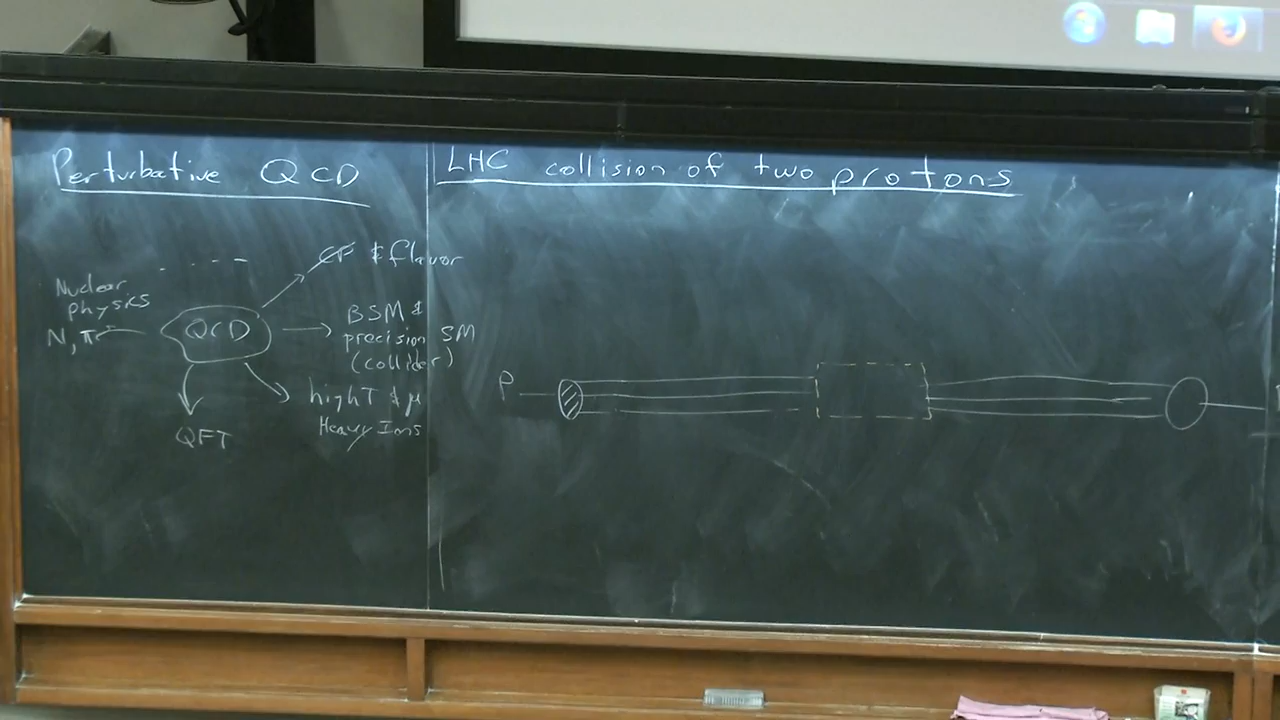 Perturbative QCD
Nuclear
physics
N, π
QCD
CP & flavor
BSM &
precision SM
(collider)
high T & μ
Heavy Ions
QFT
LHC collision of two protons
P